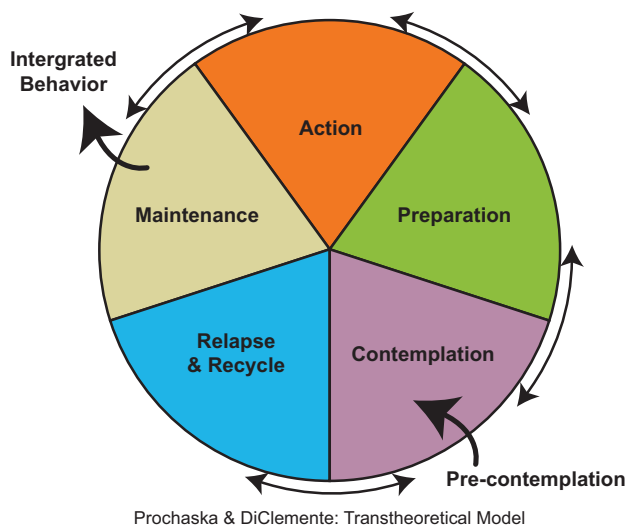 Intergrated
Behavior
Action
Maintenance
Preparation
Relapse
& Recycle
Contemplation
Pre-contemplation
Prochaska & DiClemente: Transtheoretical Model